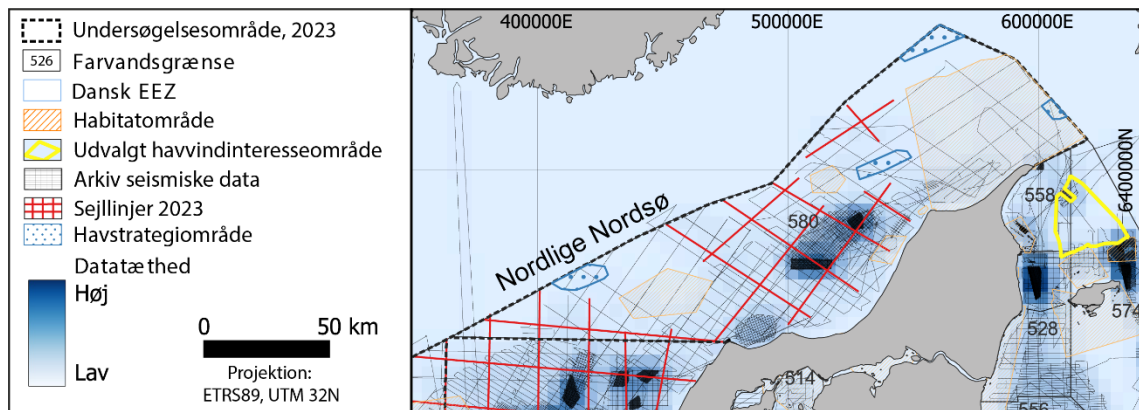 Undersøgelsesområde, 2023
526 Farvandsgrænse
Dansk EEZ
Habitatområde
Udvalgt havvindinteresseområde
Arkiv seismiske data
Sejllinjer 2023
Havstrategiområde
Datatæthed
Høj
Lav
0 50 km
Projektion:
ETRS89, UTM 32N
400000E 500000E 600000E
6400000N
Nordlige Nordsø
558
580
574
528
514
556